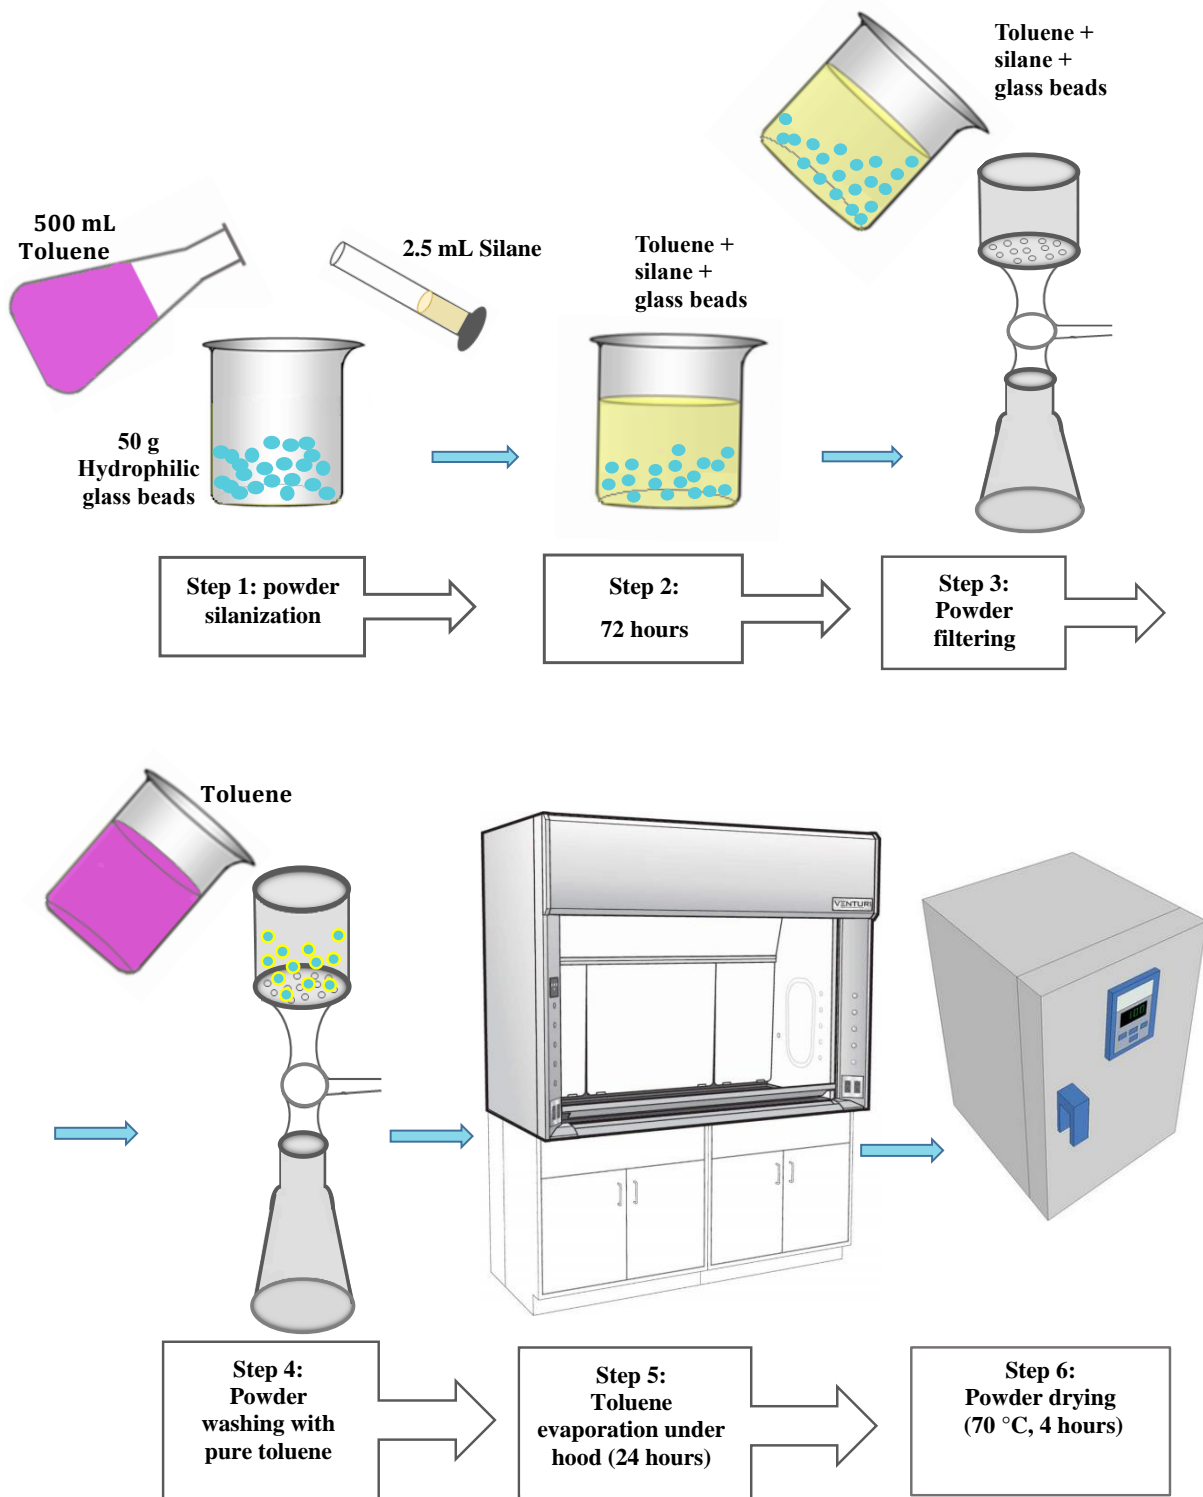 Toluene +
silane +
glass beads
500 mL
Toluene
2.5 mL Silane
Toluene +
silane +
glass beads
50 g
Hydrophilic
glass beads
Step 1: powder
silanization
Step 2:
72 hours
Step 3:
Powder
filtering
Toluene
VENTURI
Step 4:
Powder
washing with
pure toluene
Step 5:
Toluene
evaporation under
hood (24 hours)
Step 6:
Powder drying
(70 °C, 4 hours)